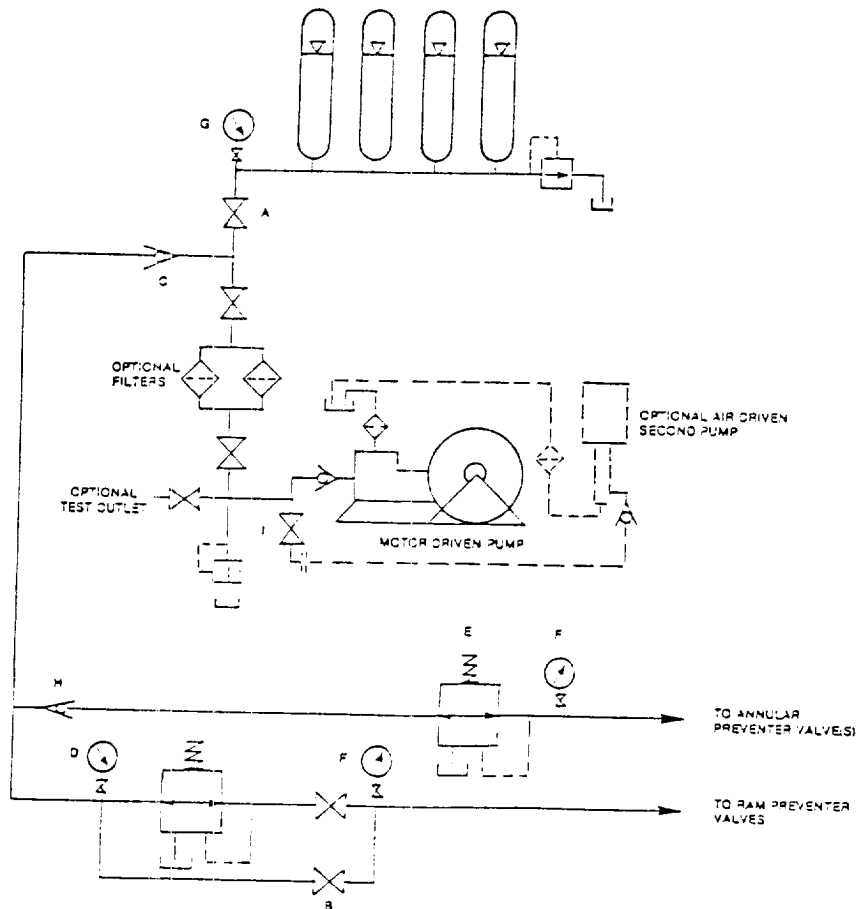 G
A
C
OPTIONAL
FILTERS
OPTIONAL AIR DRIVEN
SECOND PUMP
OPTIONAL
TEST OUTLET
I
MOTOR DRIVEN PUMP
E
F
H
TO ANNULAR
PREVENTER VALVE(S)
D
F
TO RAM PREVENTER
VALVES
B